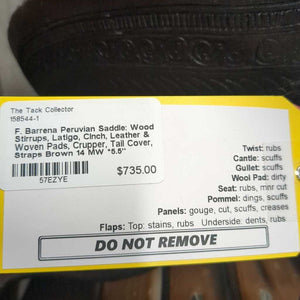 The Tack Collector
158544-1
F. Barrena Peruvian Saddle: Wood
Stirrups, Latigo, Cinch, Leather &
Woven Pads, Crupper, Tail Cover,
Straps Brown 14 MW *5.5"
57EZYE
$735.00
Twist: rubs
Cantle: scuffs
Gullet: scuffs
Wool Pad: dirty
Seat: rubs, minr cut
Pommel: dings, scuffs
Panels: gouge, cut, scuffs, creases
Flaps: Top: stains, rubs Underside: dents, rubs
DO NOT REMOVE